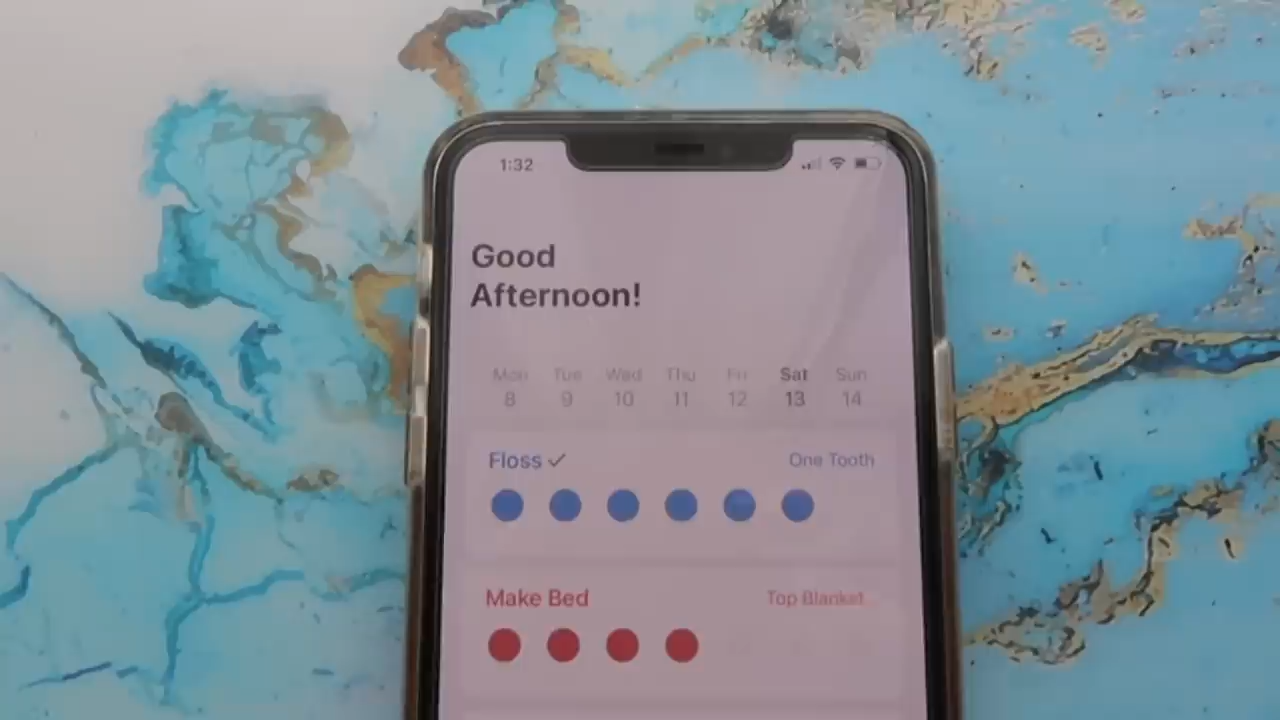 1:32
Good
Afternoon!
Mon Tue Wed Thu Fri Sat Sun
8 9 10 11 12 13 14
Floss ✓ One Tooth
Make Bed Top Blanket